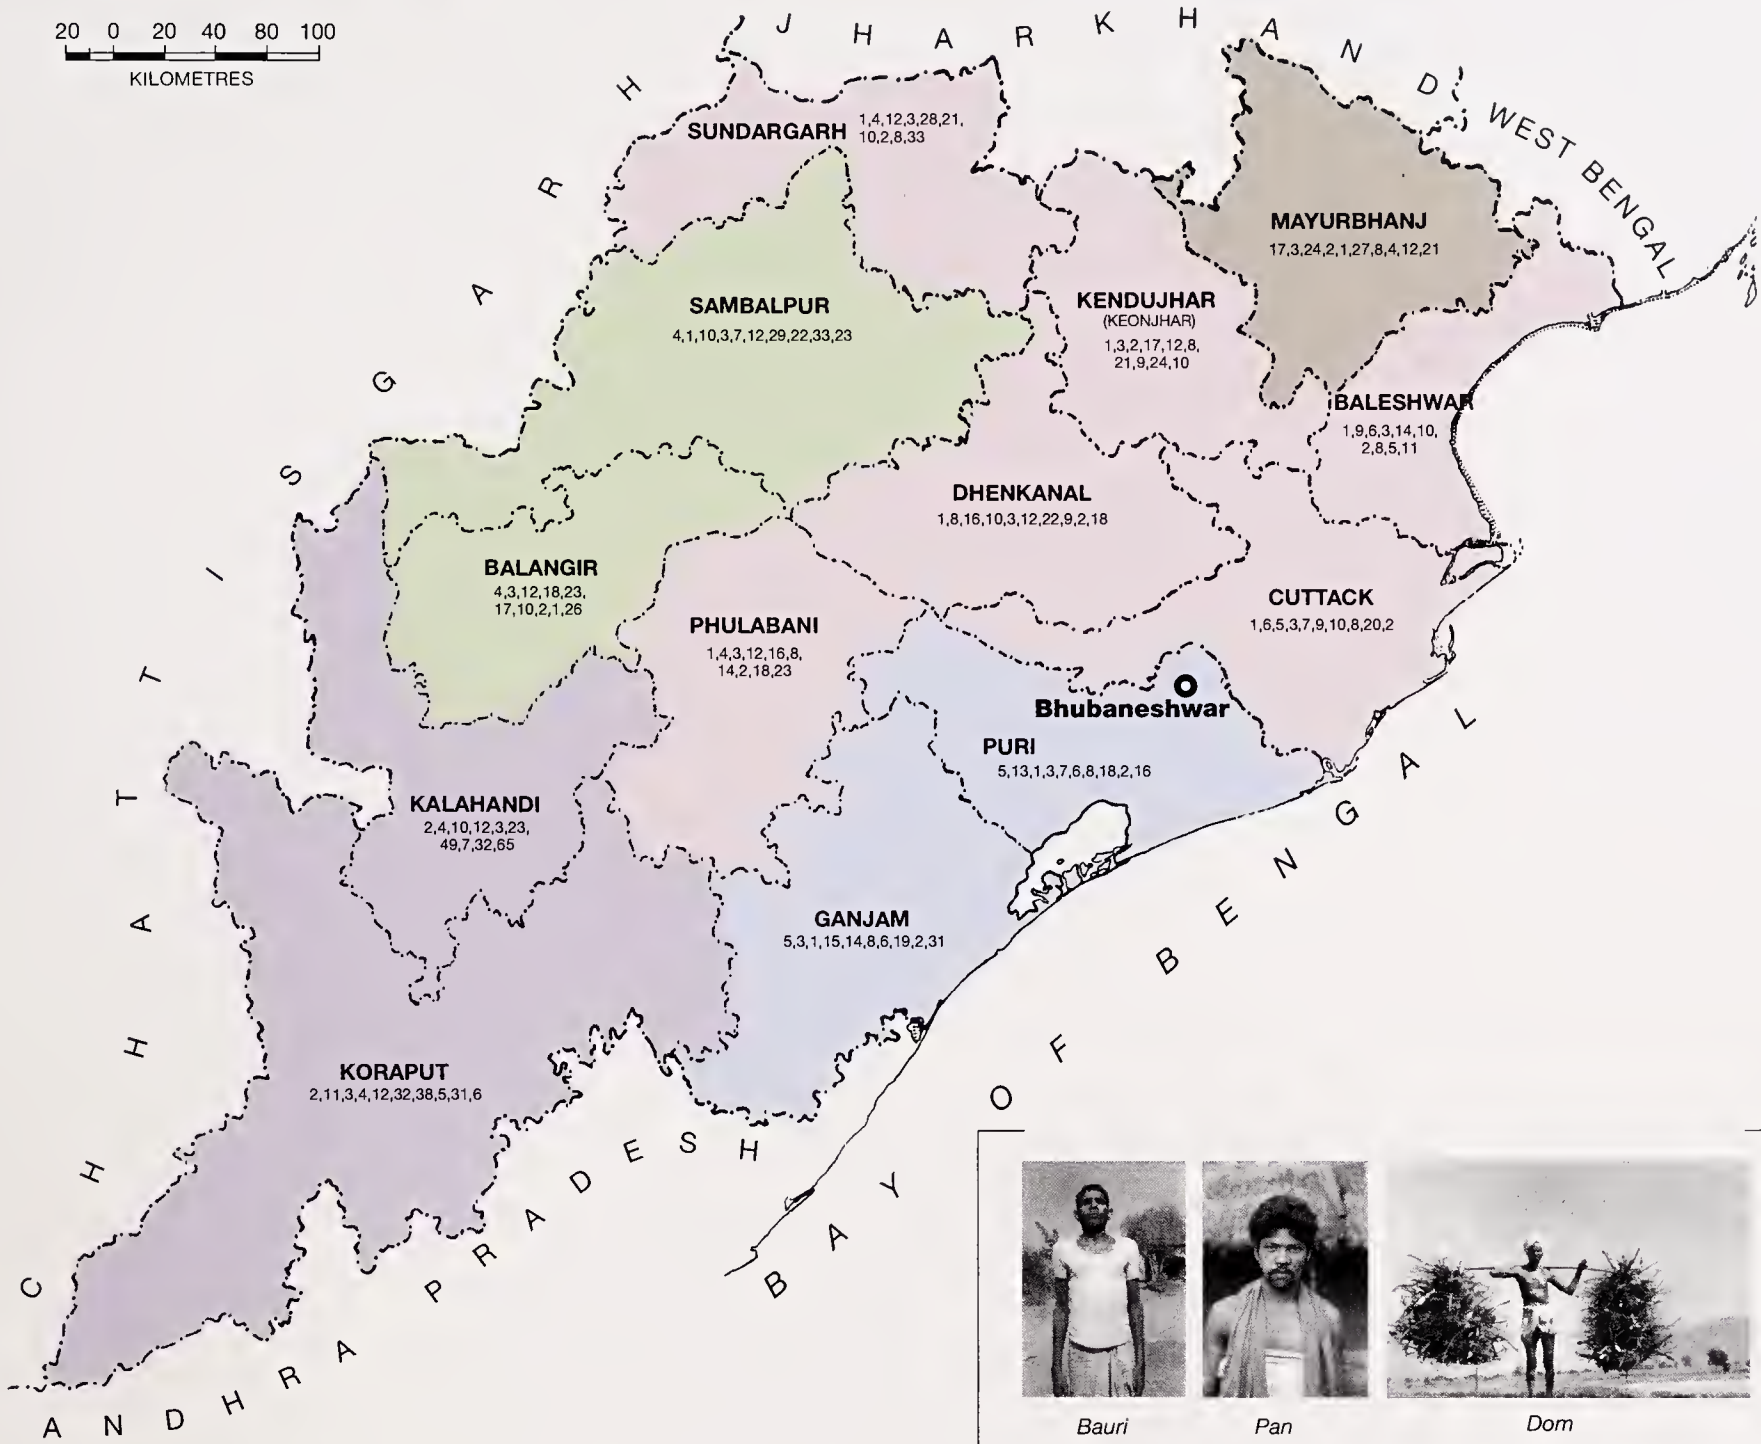 20 0 20 40 80 100
KILOMETRES
JHARKHAND
WEST BENGAL
CHHATTISGARH
SUNDARGARH
1,4,12,3,28,21,
10,2,8,33
MAYURBHANJ
17,3,24,2,1,27,8,4,12,21
SAMBALPUR
4,1,10,3,7,12,29,22,33,23
KENDUJHAR
(KEONJHAR)
1,3,2,17,12,8,
21,9,24,10
BALESHWAR
1,9,6,3,14,10,
2,8,5,11
DHENKANAL
1,8,16,10,3,12,22,9,2,18
BALANGIR
4,3,12,18,23,
17,10,2,1,26
CUTTACK
1,6,5,3,7,9,10,8,20,2
PHULABANI
1,4,3,12,16,8,
14,2,18,23
Bhubaneshwar
PURI
5,13,1,3,7,6,8,18,2,16
KALAHANDI
2,4,10,12,3,23,
49,7,32,65
GANJAM
5,3,1,15,14,8,6,19,2,31
KORAPUT
2,11,3,4,12,32,38,5,31,6
BAY OF BENGAL
ANDHRA PRADESH
Bauri
Pan
Dom